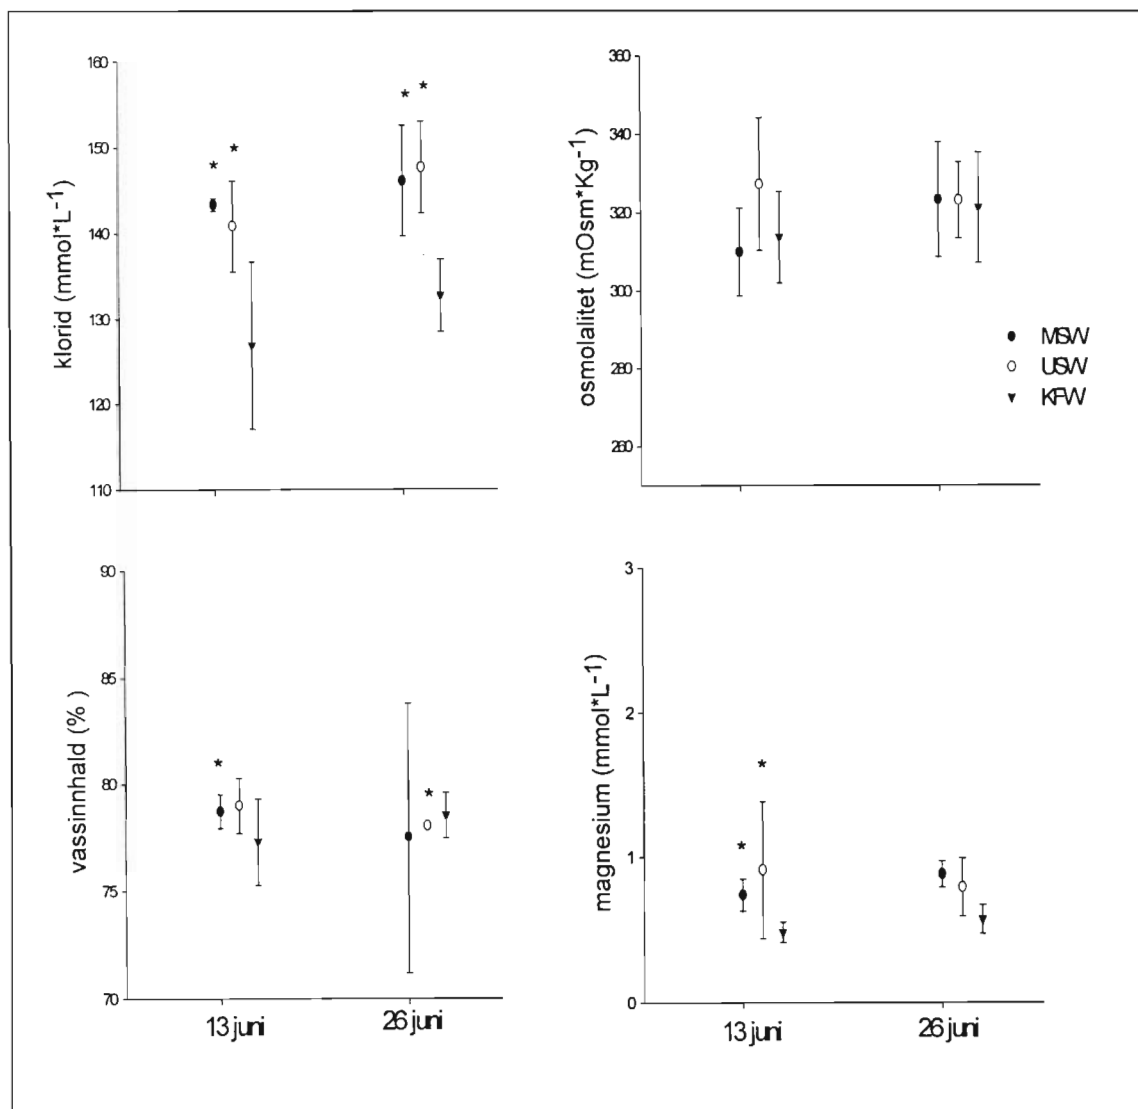 160
150
140
130
120
110
klorid (mmol*L-1)
* *
* *
360
340
320
300
280
260
osmolalitet (mOsm*Kg-1)
MSW
USW
KFW
90
85
80
75
70
vassinnhald (%)
*
*
13 juni
26 juni
3
2
1
0
magnesium (mmol*L-1)
*
*
13 juni
26 juni